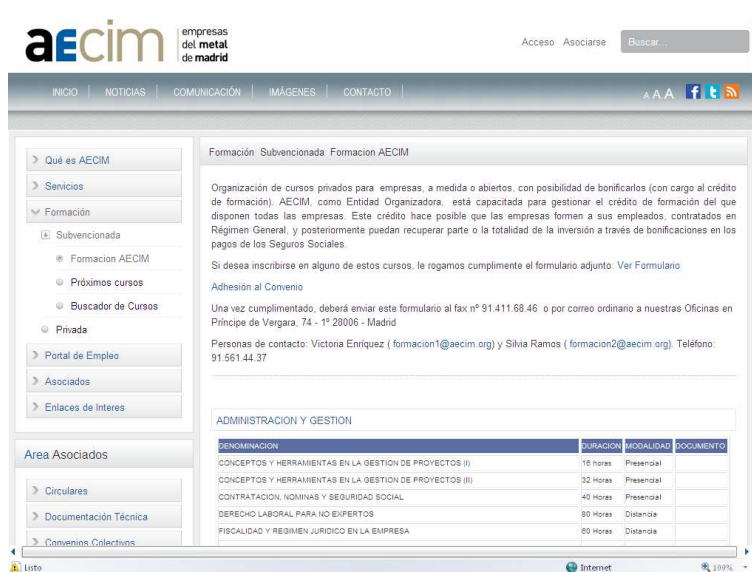 aEcim
empresas
del metal
de madrid
Acceso Asociarse Buscar...
INICIO NOTICIAS COMUNICACIÓN IMÁGENES CONTACTO
A A A
Qué es AECIM
Servicios
Formación
Subvencionada
Formacion AECIM
Próximos cursos
Buscador de Cursos
Privada
Portal de Empleo
Asociados
Enlaces de Interes
Area Asociados
Circulares
Documentación Técnica
Convenios Colectivos
Formación Subvencionada Formacion AECIM
Organización de cursos privados para empresas, a medida o abiertos, con posibilidad de bonificarlos (con cargo al crédito
de formación). AECIM, como Entidad Organizadora, está capacitada para gestionar el crédito de formación del que
disponen todas las empresas. Este crédito hace posible que las empresas formen a sus empleados, contratados en
Régimen General, y posteriormente puedan recuperar parte o la totalidad de la inversión a través de bonificaciones en los
pagos de los Seguros Sociales.
Si desea inscribirse en alguno de estos cursos, le rogamos cumplimente el formulario adjunto: Ver Formulario
Adhesión al Convenio
Una vez cumplimentado, deberá enviar este formulario al fax nº 91.411.68.46 o por correo ordinario a nuestras Oficinas en
Príncipe de Vergara, 74 - 1º 28006 - Madrid
Personas de contacto: Victoria Enríquez ( formacion1@aecim.org) y Silvia Ramos ( formacion2@aecim.org). Teléfono:
91.561.44.37
ADMINISTRACION Y GESTION
DENOMINACION DURACION MODALIDAD DOCUMENTO
CONCEPTOS Y HERRAMIENTAS EN LA GESTION DE PROYECTOS (I) 16 horas Presencial
CONCEPTOS Y HERRAMIENTAS EN LA GESTION DE PROYECTOS (II) 32 horas Presencial
CONTRATACION, NOMINAS Y SEGURIDAD SOCIAL 40 horas Presencial
DERECHO LABORAL PARA NO EXPERTOS 80 Horas Distancia
FISCALIDAD Y REGIMEN JURIDICO EN LA EMPRESA 60 Horas Distancia
Listo Internet 100%